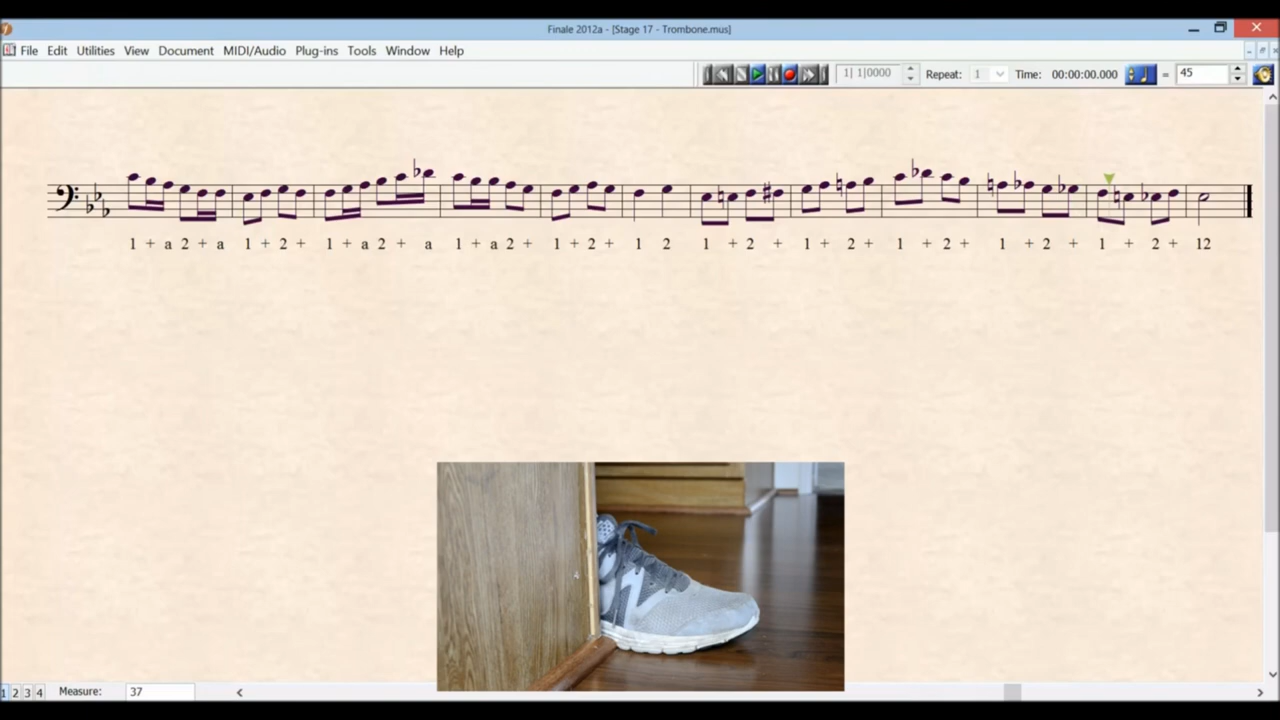 Finale 2012a - [Stage 17 - Trombone.mus]
File Edit Utilities View Document MIDI/Audio Plug-ins Tools Window Help
1| 1|0000 Repeat: 1 Time: 00:00:00.000 = 45
1 + a 2 + a 1 + 2 + 1 + a 2 + a 1 + a 2 + 1 + 2 + 1 2 1 + 2 + 1 + 2 + 1 + 2 + 1 + 2 + 1 + 2 + 12
1 2 3 4 Measure: 37